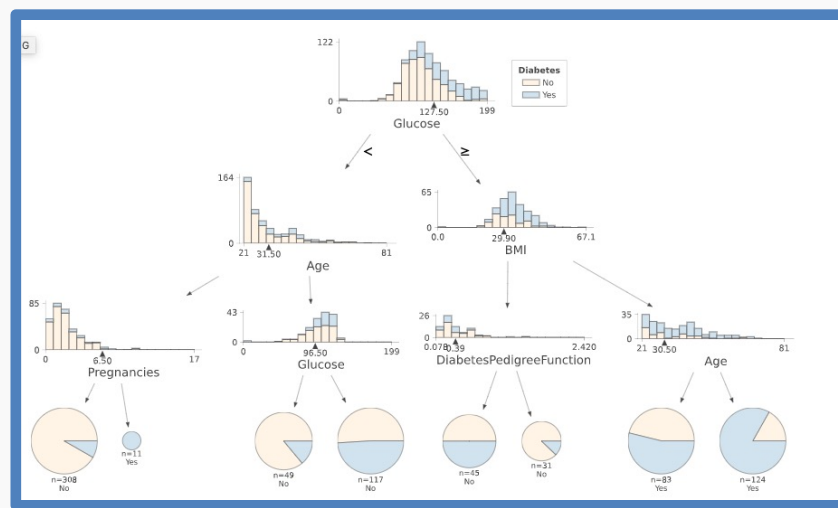 G
122
0
0
127.50
199
Glucose
Diabetes
No
Yes
<
≥
164
0
21
31.50
81
Age
65
0
0.0
29.90
67.1
BMI
85
0
0
6.50
17
Pregnancies
43
0
0
96.50
199
Glucose
26
0
0.078
0.39
2.420
DiabetesPedigreeFunction
35
0
21
30.50
81
Age
n=308
No
n=11
Yes
n=49
No
n=117
No
n=45
No
n=31
No
n=83
Yes
n=124
Yes